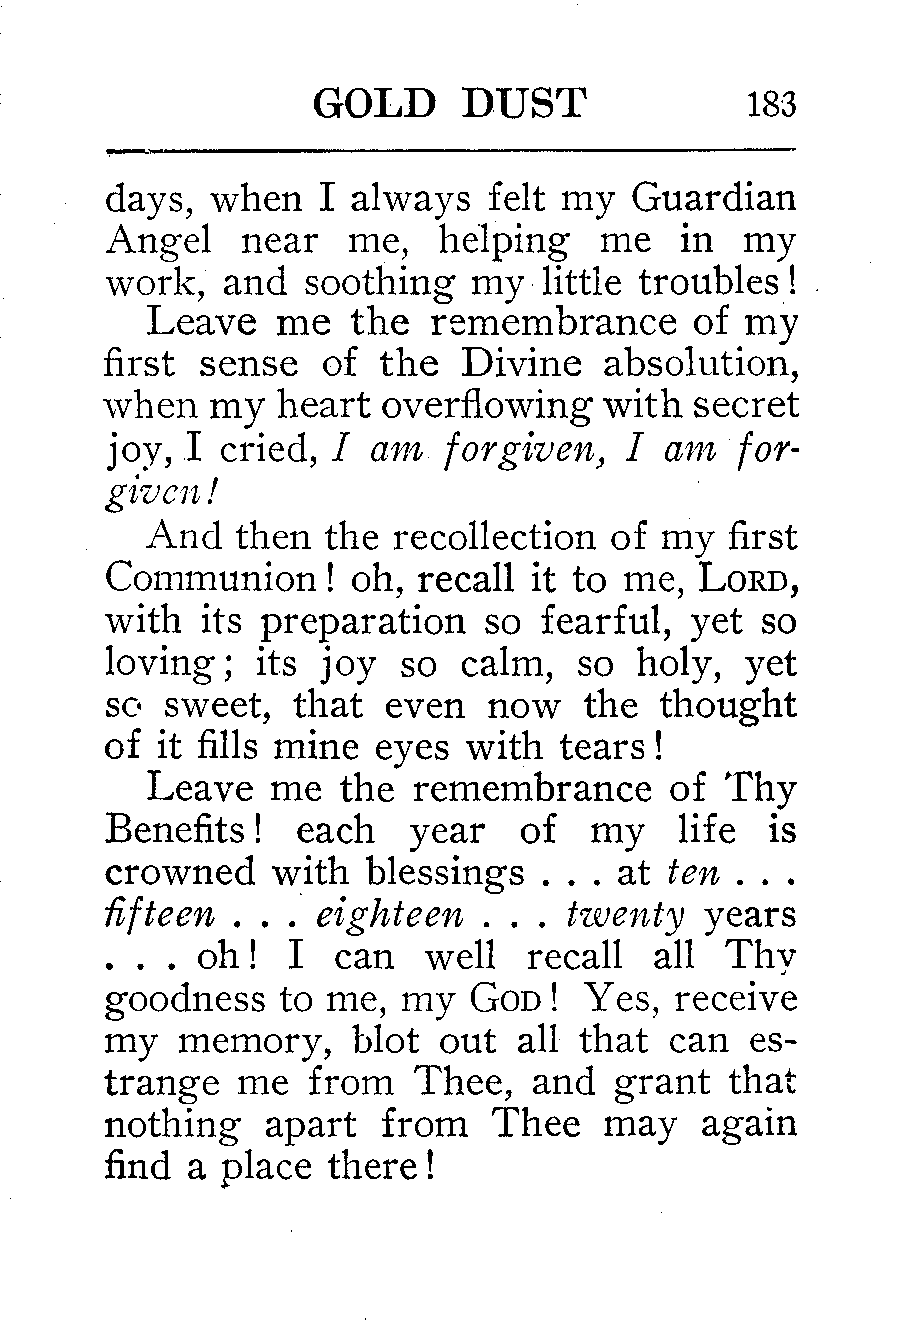 GOLD DUST 183
days, when I always felt my Guardian
Angel near me, helping me in my
work, and soothing my little troubles!
Leave me the remembrance of my
first sense of the Divine absolution,
when my heart overflowing with secret
joy, I cried, I am forgiven, I am for-
given!
And then the recollection of my first
Communion! oh, recall it to me, LORD,
with its preparation so fearful, yet so
loving; its joy so calm, so holy, yet
so sweet, that even now the thought
of it fills mine eyes with tears!
Leave me the remembrance of Thy
Benefits! each year of my life is
crowned with blessings . . . at ten . . .
fifteen . . . eighteen . . . twenty years
. . . oh! I can well recall all Thy
goodness to me, my GOD! Yes, receive
my memory, blot out all that can es-
trange me from Thee, and grant that
nothing apart from Thee may again
find a place there!